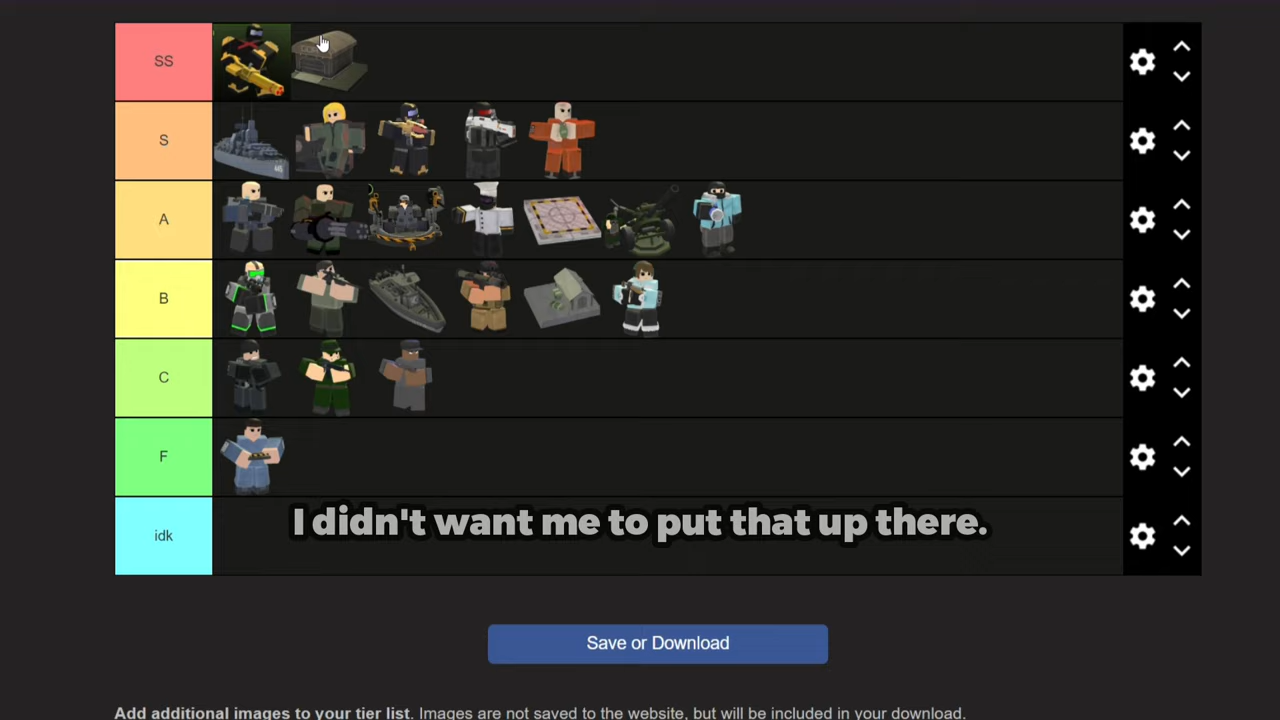 SS
S
A
B
C
F
idk
I didn't want me to put that up there.
Save or Download
Add additional images to your tier list. Images are not saved to the website, but will be included in your download.